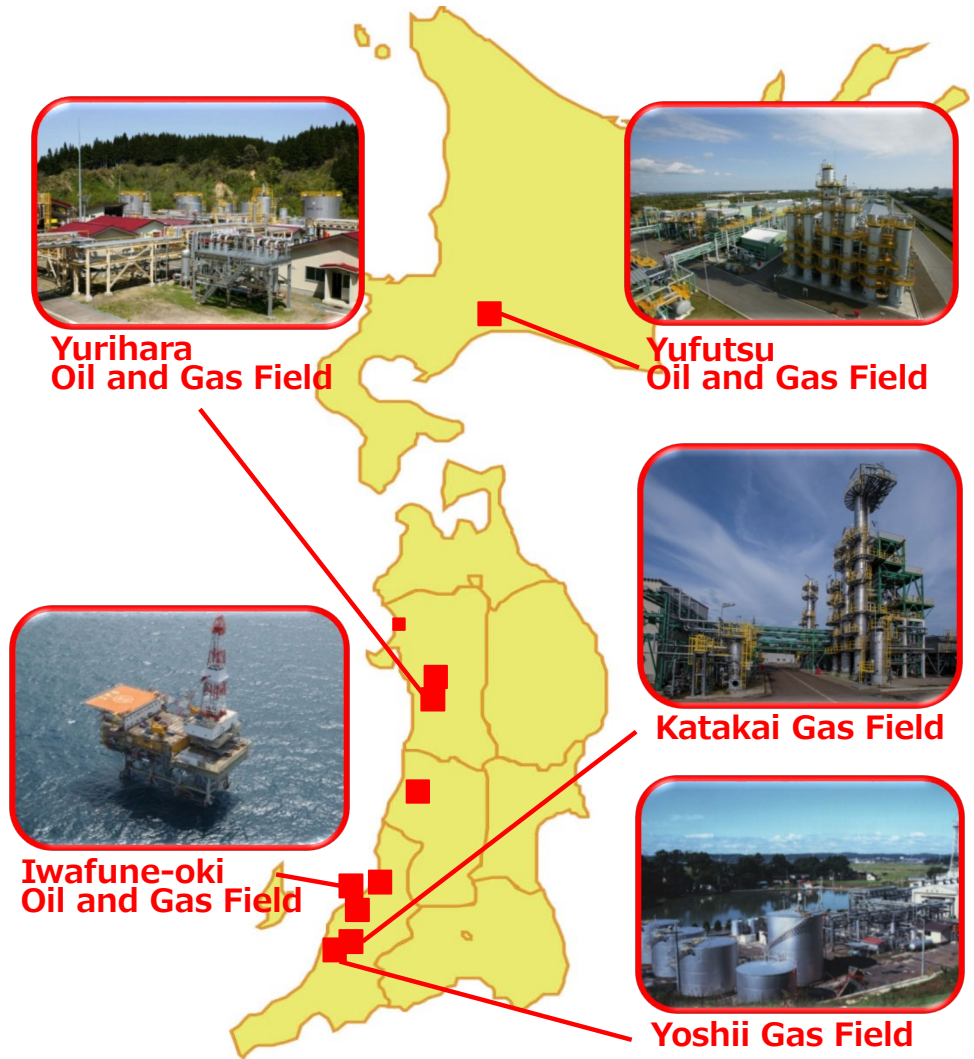 Yurihara
Oil and Gas Field
Yufutsu
Oil and Gas Field
Katakai Gas Field
Iwafune-oki
Oil and Gas Field
Yoshii Gas Field